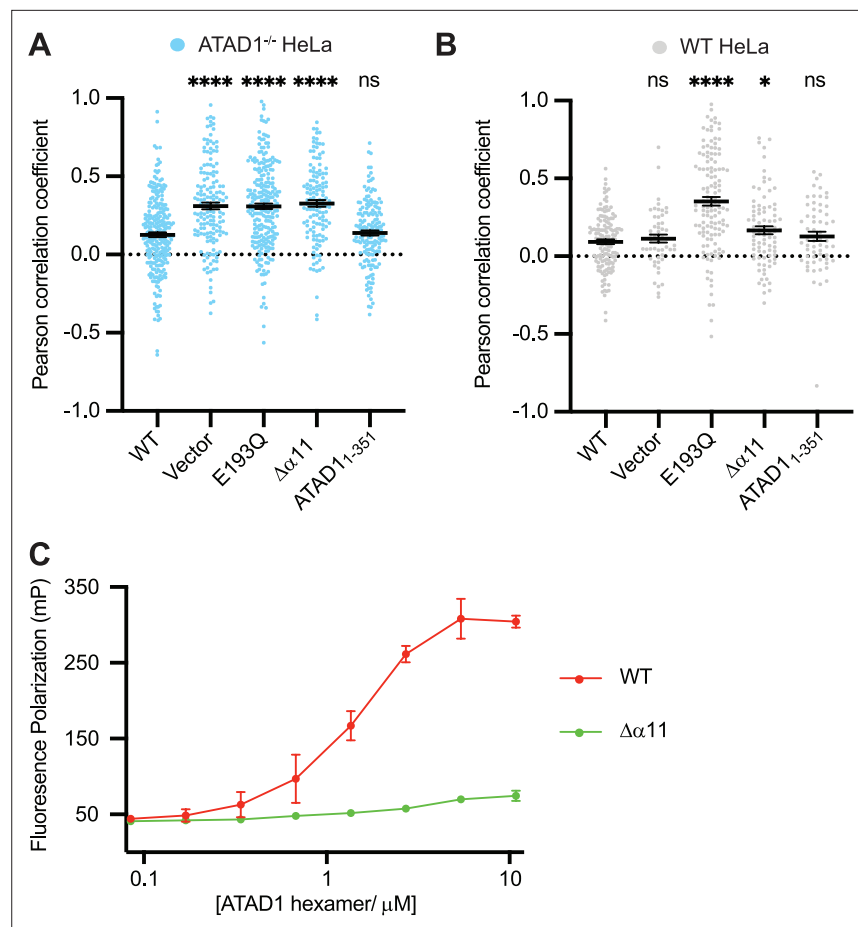 A
ATAD1-/- HeLa
**** **** **** ns
Pearson correlation coefficient
1.0
0.5
0.0
-0.5
-1.0
WT
Vector
E193Q
Δα11
ATAD11-351
B
WT HeLa
ns **** * ns
Pearson correlation coefficient
1.0
0.5
0.0
-0.5
-1.0
WT
Vector
E193Q
Δα11
ATAD11-351
C
Fluoresence Polarization (mP)
350
250
150
50
0.1 1 10
[ATAD1 hexamer/ μM]
WT
Δα11